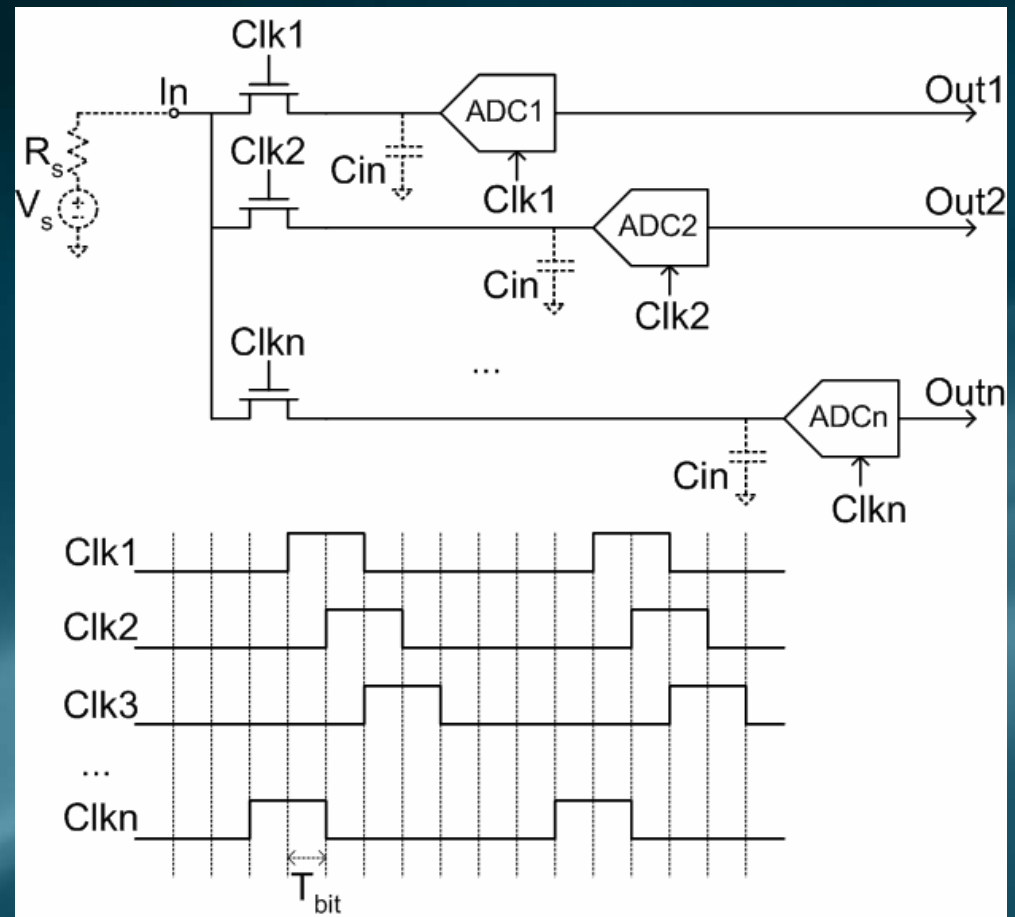 Clk1
In
ADC1
Out1
Rs
Clk2
Cin
Clk1
Vs
ADC2
Out2
Cin
Clk2
Clkn
...
ADCn
Outn
Cin
Clkn
Clk1
Clk2
Clk3
...
Clkn
Tbit